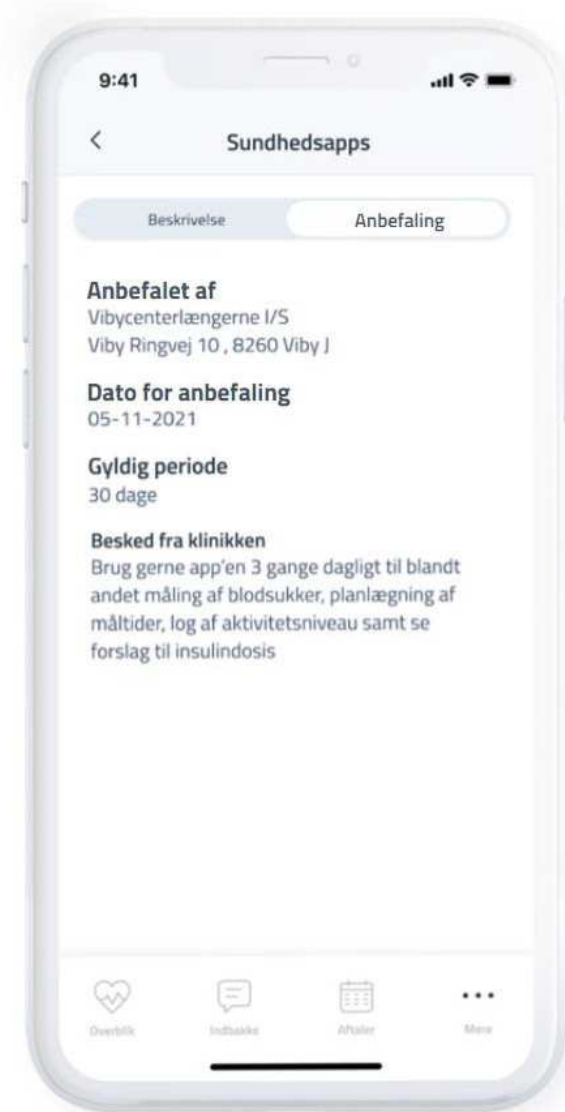 9:41
Sundhedsapps
Beskrivelse
Anbefaling
Anbefalet af
Vibycenterlængerne I/S
Viby Ringvej 10 , 8260 Viby J
Dato for anbefaling
05-11-2021
Gyldig periode
30 dage
Besked fra klinikken
Brug gerne app'en 3 gange dagligt til blandt
andet måling af blodsukker, planlægning af
måltider, log af aktivitetsniveau samt se
forslag til insulindosis
Overblik
Indbakke
Aftaler
Mere